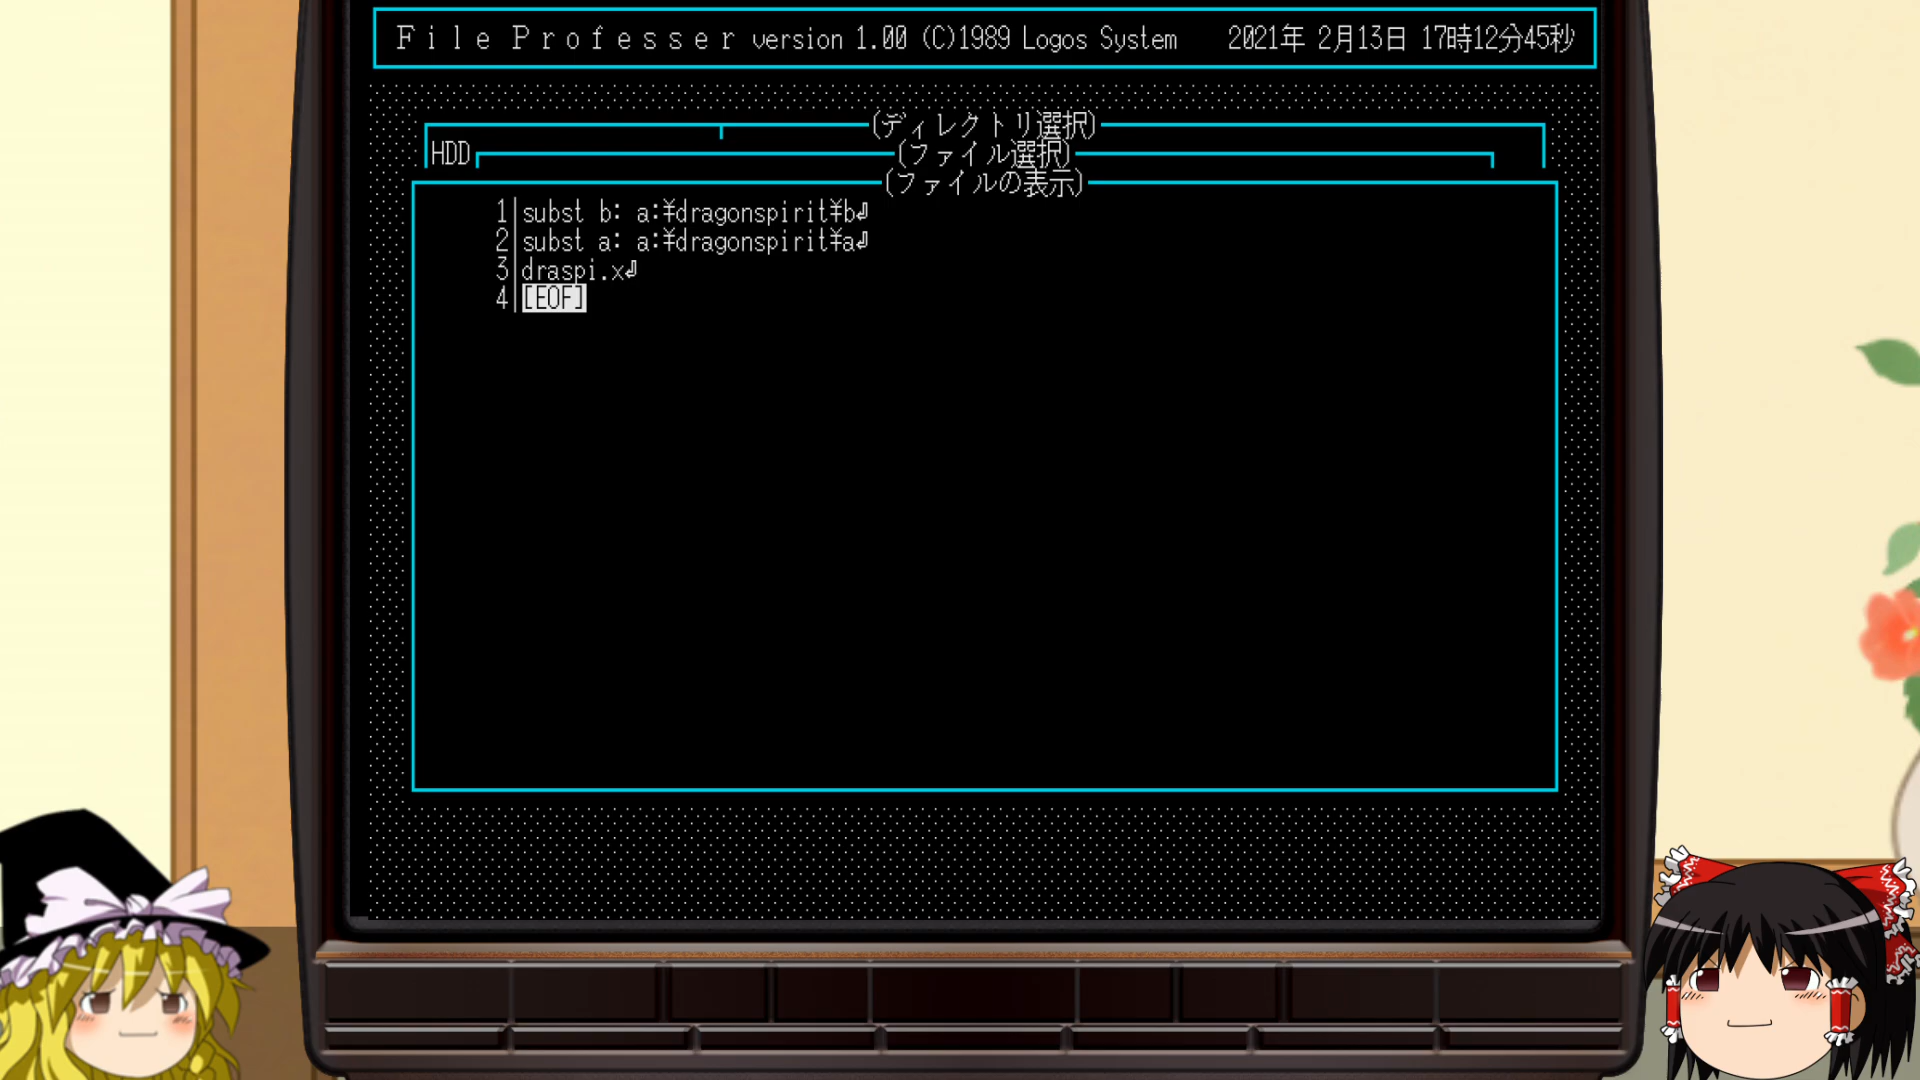 File Professer version 1.00 (C)1989 Logos System 2021年 2月13日 17時12分45秒
(ディレクトリ選択)
HDD
(ファイル選択)
(ファイルの表示)
1 subst b: a:¥dragonspirit¥b
2 subst a: a:¥dragonspirit¥a
3 draspi.x
4 [EOF]